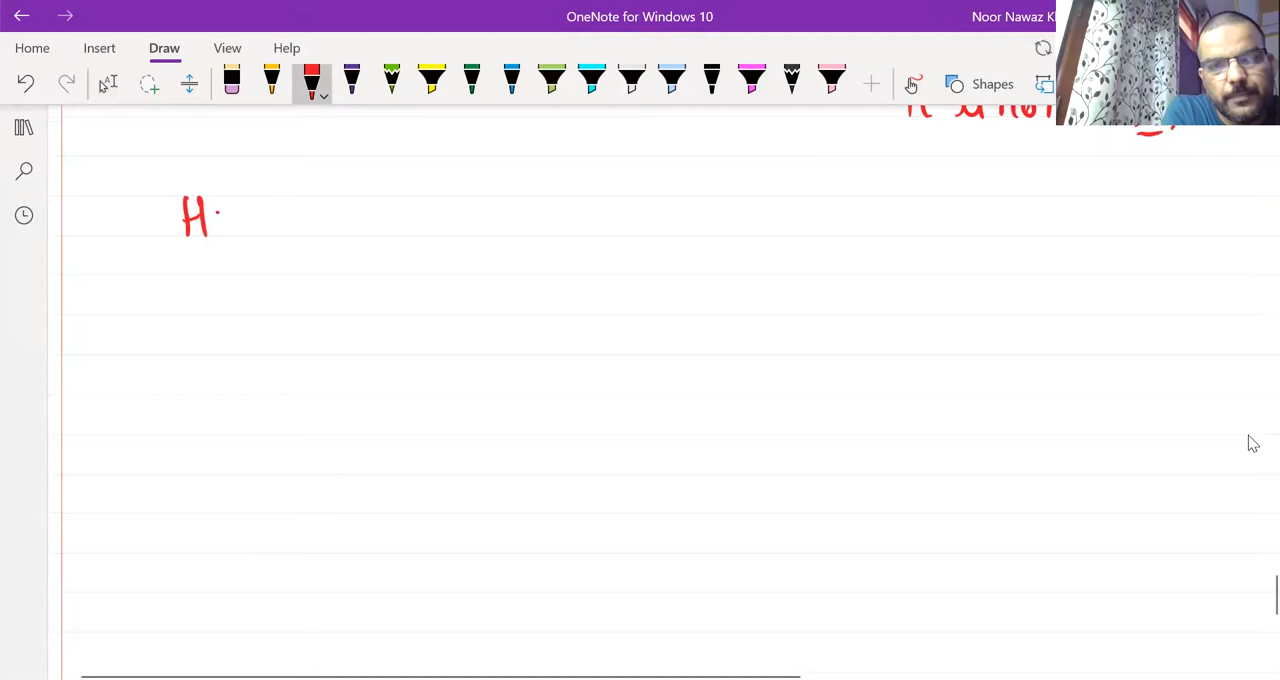 OneNote for Windows 10
Noor Nawaz
Home Insert Draw View Help
Shapes
H